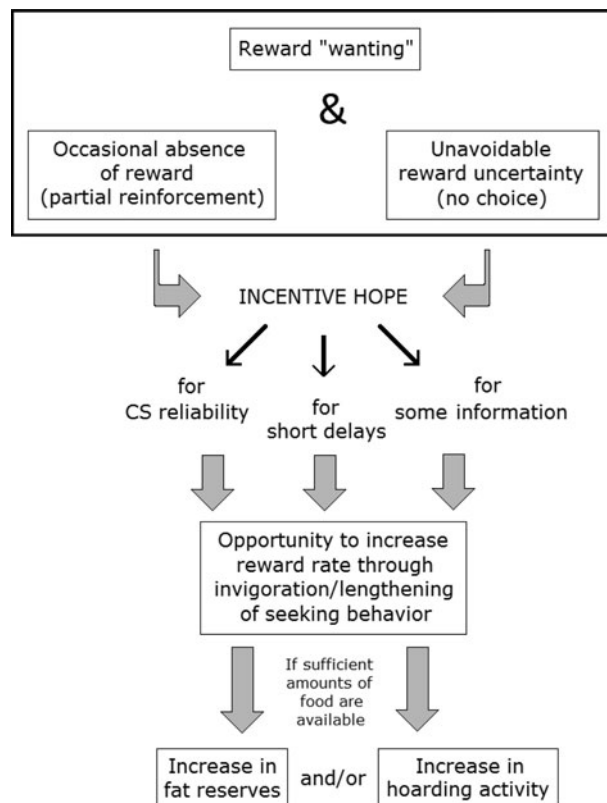 Reward "wanting"
&
Occasional absence
of reward
(partial reinforcement)
Unavoidable
reward uncertainty
(no choice)
INCENTIVE HOPE
for
CS reliability
for
short delays
for
some information
Opportunity to increase
reward rate through
invigoration/lengthening
of seeking behavior
If sufficient
amounts of
food are
available
Increase in
fat reserves
and/or
Increase in
hoarding activity